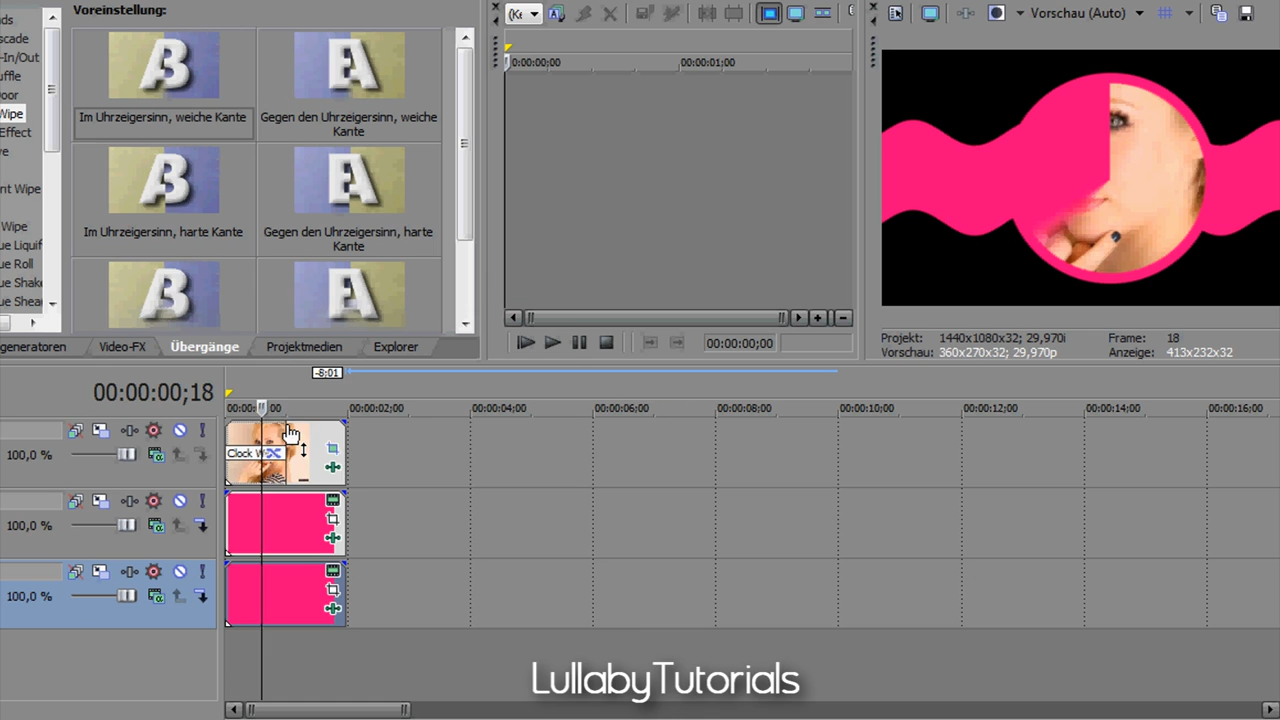 Voreinstellung:
ds
scade
-In/Out
uffle
oor
Wipe
Effect
ve
nt Wipe
Wipe
ue Liquif
ue Roll
ue Shake
ue Shear
Im Uhrzeigersinn, weiche Kante
Gegen den Uhrzeigersinn, weiche
Kante
Im Uhrzeigersinn, harte Kante
Gegen den Uhrzeigersinn, harte
Kante
generatoren
Video-FX
Übergänge
Projektmedien
Explorer
(Ke
0:00:00;00
00:00:01;00
00:00:00;00
Vorschau (Auto)
Projekt: 1440x1080x32; 29,970i
Vorschau: 360x270x32; 29,970p
Frame: 18
Anzeige: 413x232x32
00:00:00;18
-8:01
00:00:02;00
00:00:04;00
00:00:06;00
00:00:08;00
00:00:10;00
00:00:12;00
00:00:14;00
00:00:16;00
100,0 %
Clock W
100,0 %
100,0 %
LullabyTutorials